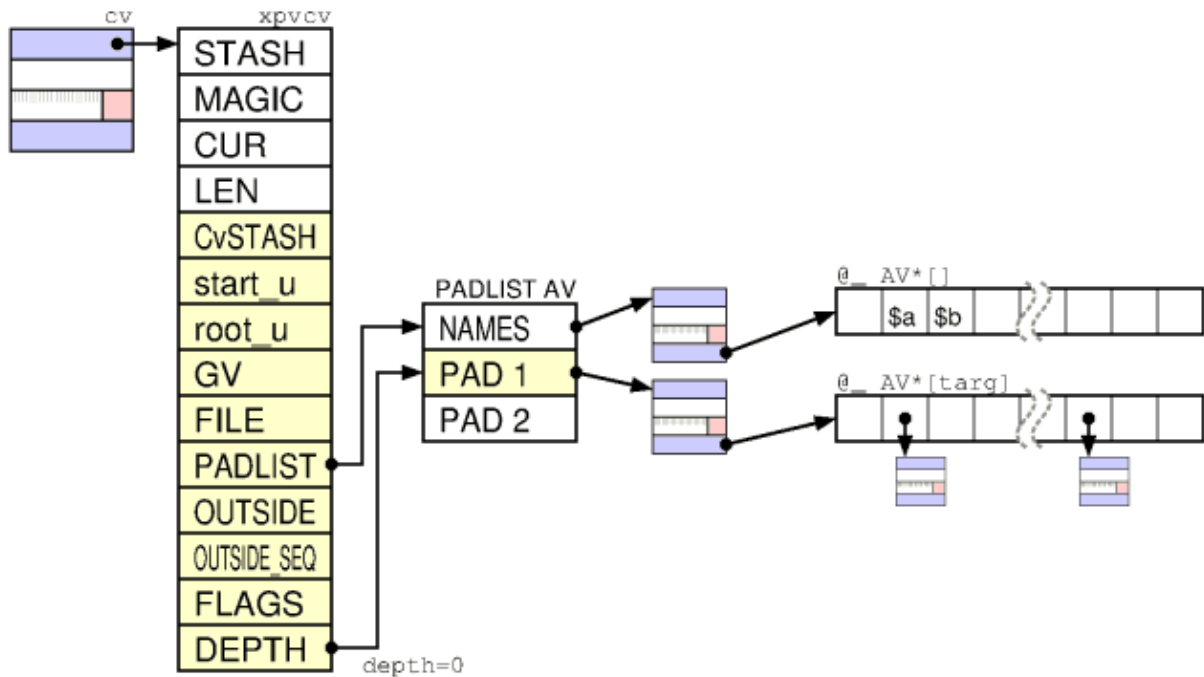 cv
xpvcv
STASH
MAGIC
CUR
LEN
CvSTASH
start_u
root_u
GV
FILE
PADLIST
OUTSIDE
OUTSIDE_SEQ
FLAGS
DEPTH
depth=0
PADLIST AV
NAMES
PAD 1
PAD 2
@_ AV*[]
$a $b
@_ AV*[targ]